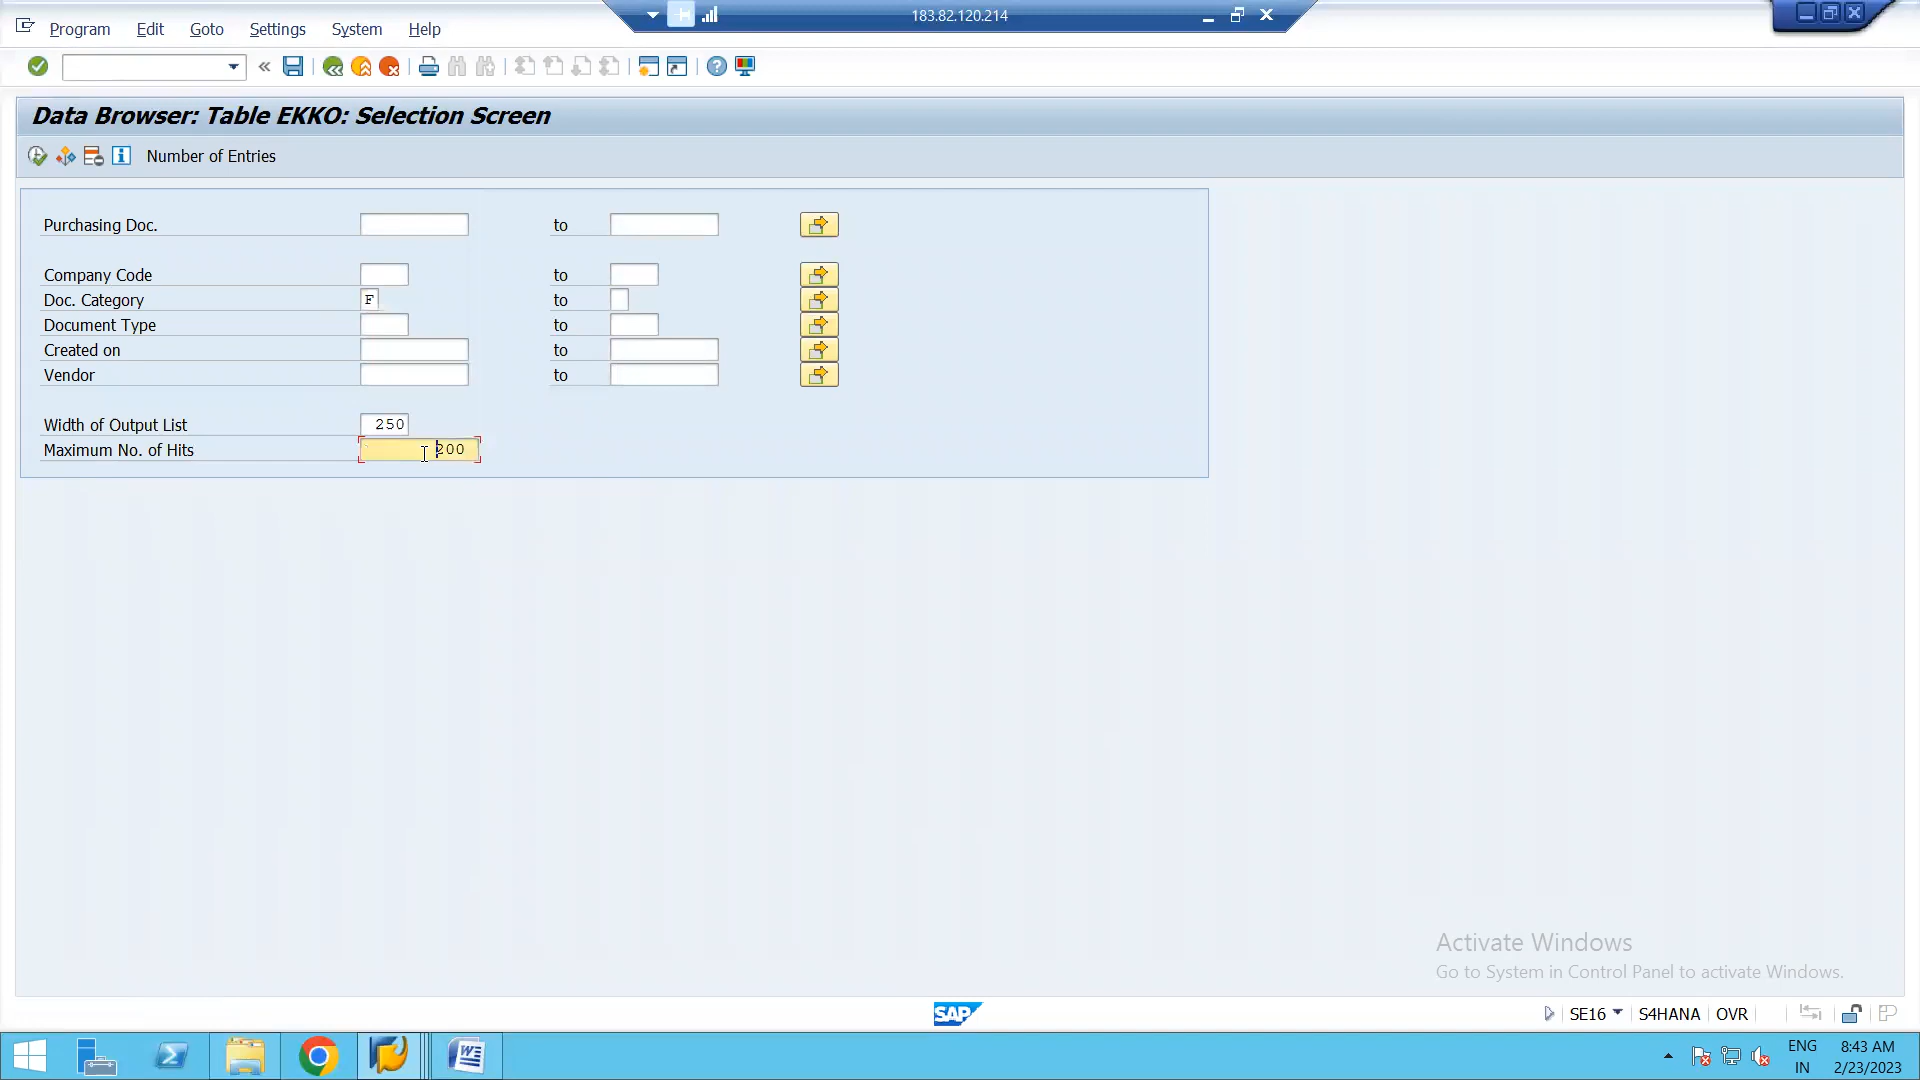 183.82.120.214
Program Edit Goto Settings System Help
Data Browser: Table EKKO: Selection Screen
Number of Entries
Purchasing Doc. to
Company Code to
Doc. Category F to
Document Type to
Created on to
Vendor to
Width of Output List 250
Maximum No. of Hits 200
Activate Windows
Go to System in Control Panel to activate Windows.
SAP SE16 S4HANA OVR
ENG 8:43 AM
IN 2/23/2023